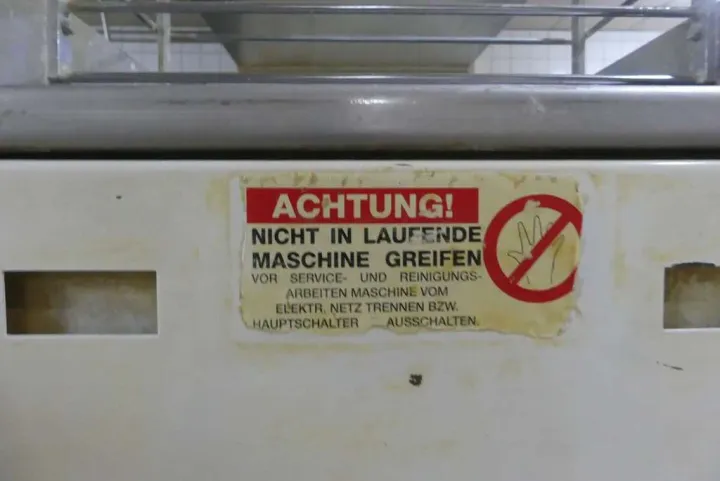 ACHTUNG!
NICHT IN LAUFENDE
MASCHINE GREIFEN
VOR SERVICE- UND REINIGUNGS-
ARBEITEN MASCHINE VOM
ELEKTR. NETZ TRENNEN BZW.
HAUPTSCHALTER AUSSCHALTEN.